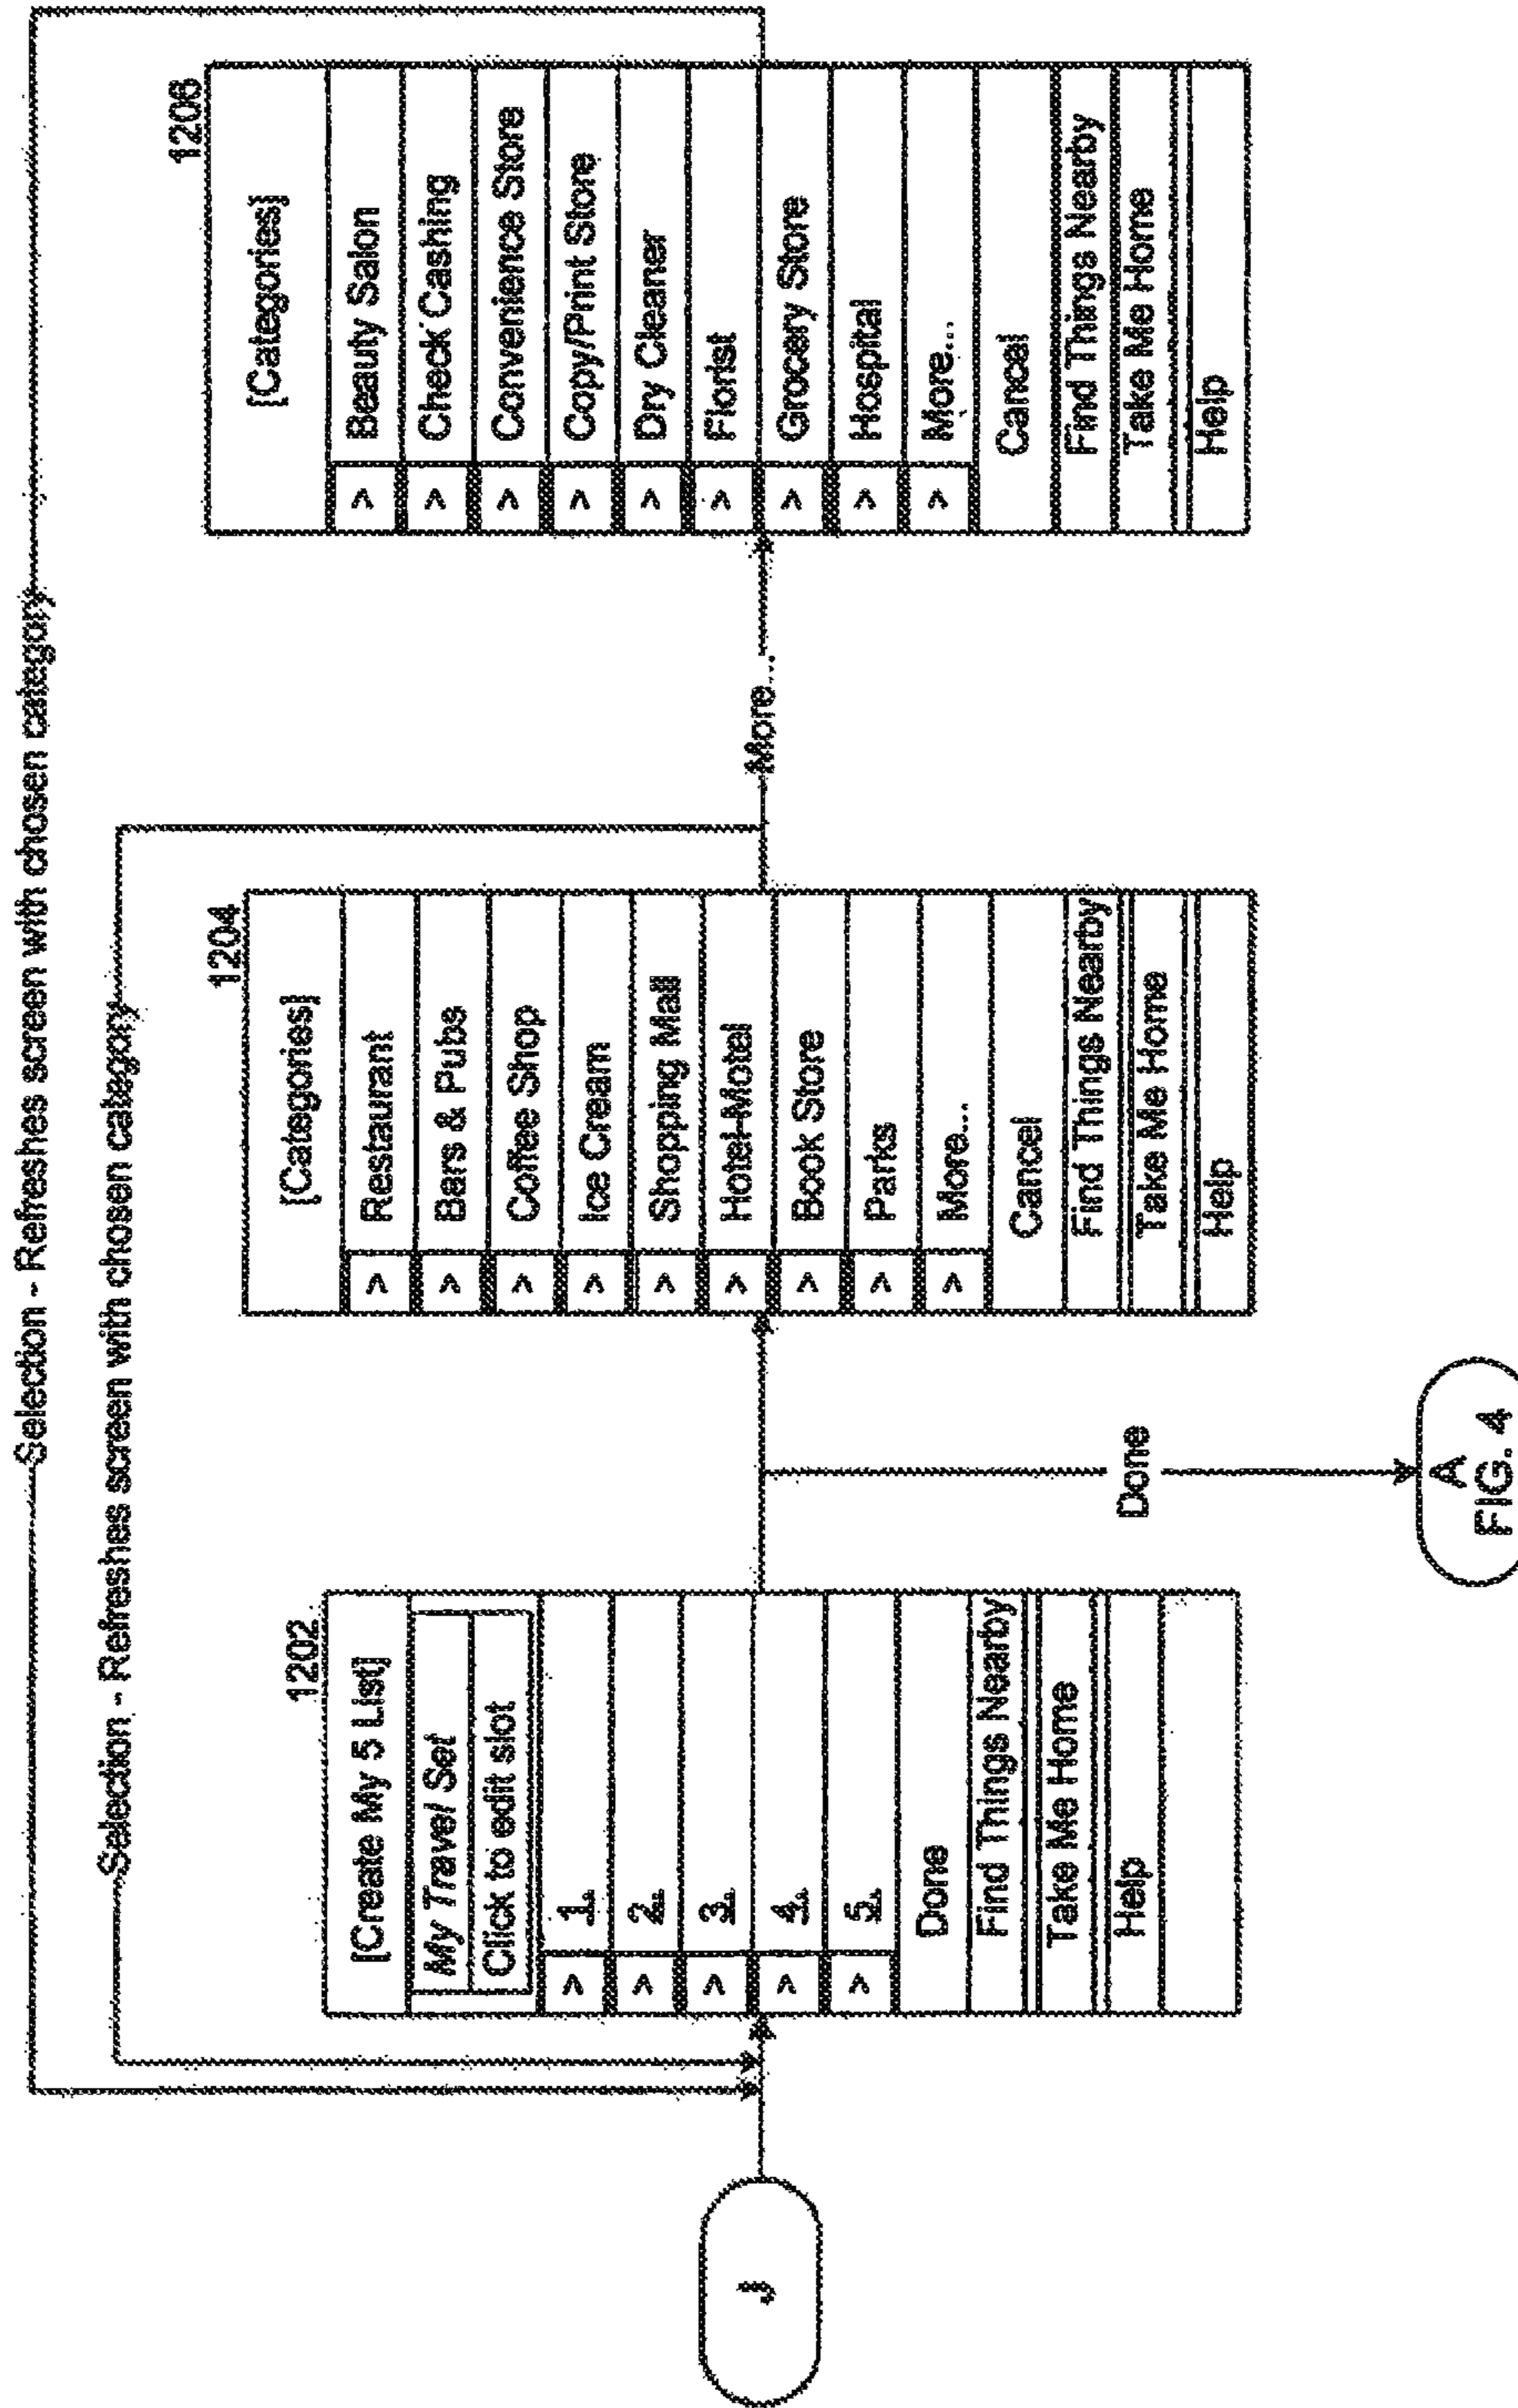 Selection - Refreshes screen with chosen category
Selection - Refreshes screen with chosen category
J
1202
[Create My 5 List]
My Travel Set
Click to edit slot
^ 1.
^ 2.
^ 3.
^ 4.
^ 5.
Done
Find Things Nearby
Take Me Home
Help
Done
A
FIG. 4
1204
[Categories]
^ Restaurant
^ Bars & Pubs
^ Coffee Shop
^ Ice Cream
^ Shopping Mall
^ Hotel-Motel
^ Book Store
^ Parks
^ More...
Cancel
Find Things Nearby
Take Me Home
Help
More...
1206
[Categories]
^ Beauty Salon
^ Check Cashing
^ Convenience Store
^ Copy/Print Store
^ Dry Cleaner
^ Florist
^ Grocery Store
^ Hospital
^ More...
Cancel
Find Things Nearby
Take Me Home
Help